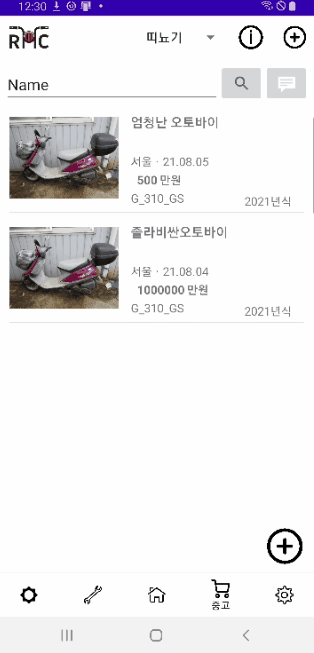 12:30
RMC
띠뇨기
Name
엄청난 오토바이
서울 · 21.08.05
500 만원
G_310_GS
2021년식
졸라비싼오토바이
서울 · 21.08.04
1000000 만원
G_310_GS
2021년식
중고